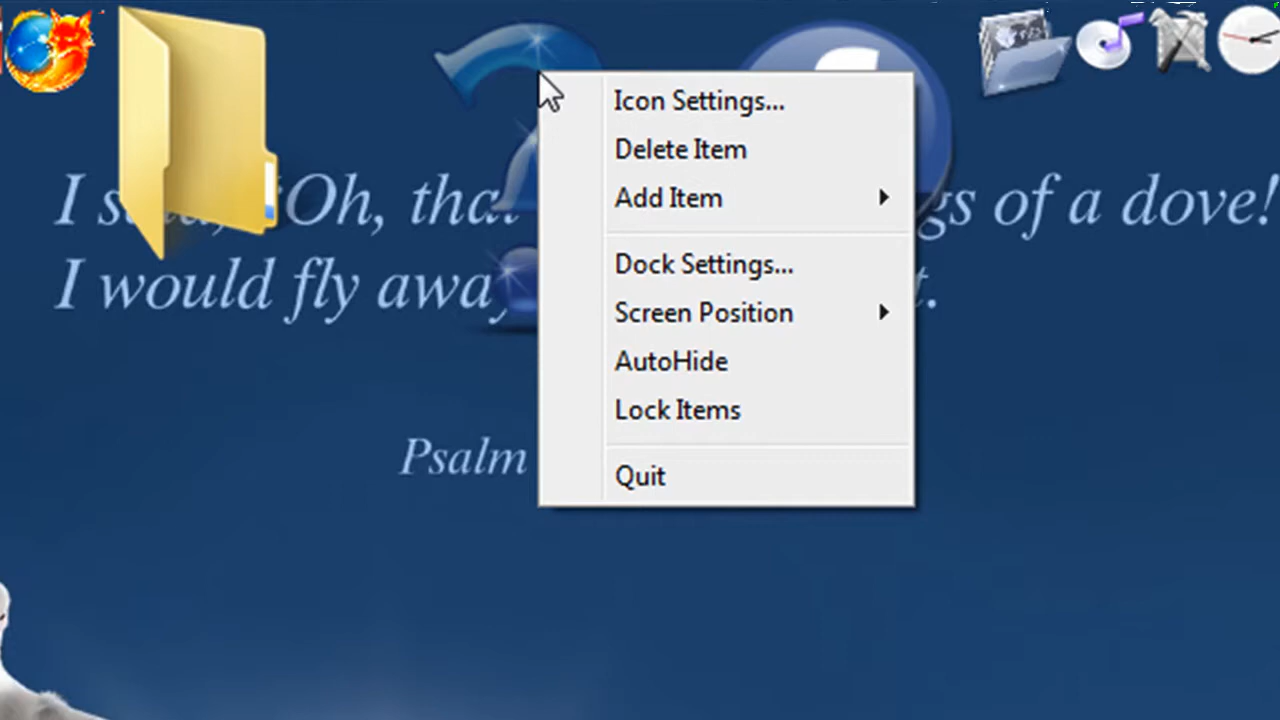 Icon Settings...
Delete Item
Add Item
I Oh, that gs of a dove!
Dock Settings...
I would fly away
Screen Position
AutoHide
Lock Items
Psalm
Quit